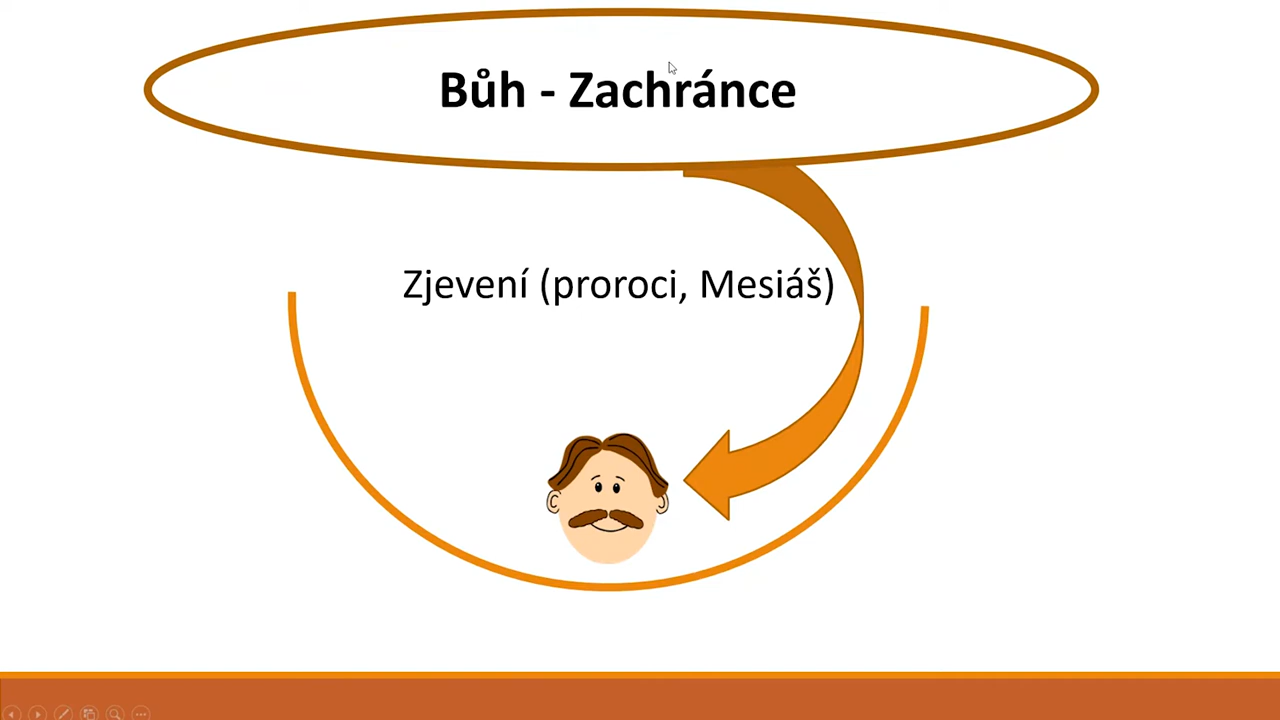 Bůh - Zachránce
Zjevení (proroci, Mesiáš)